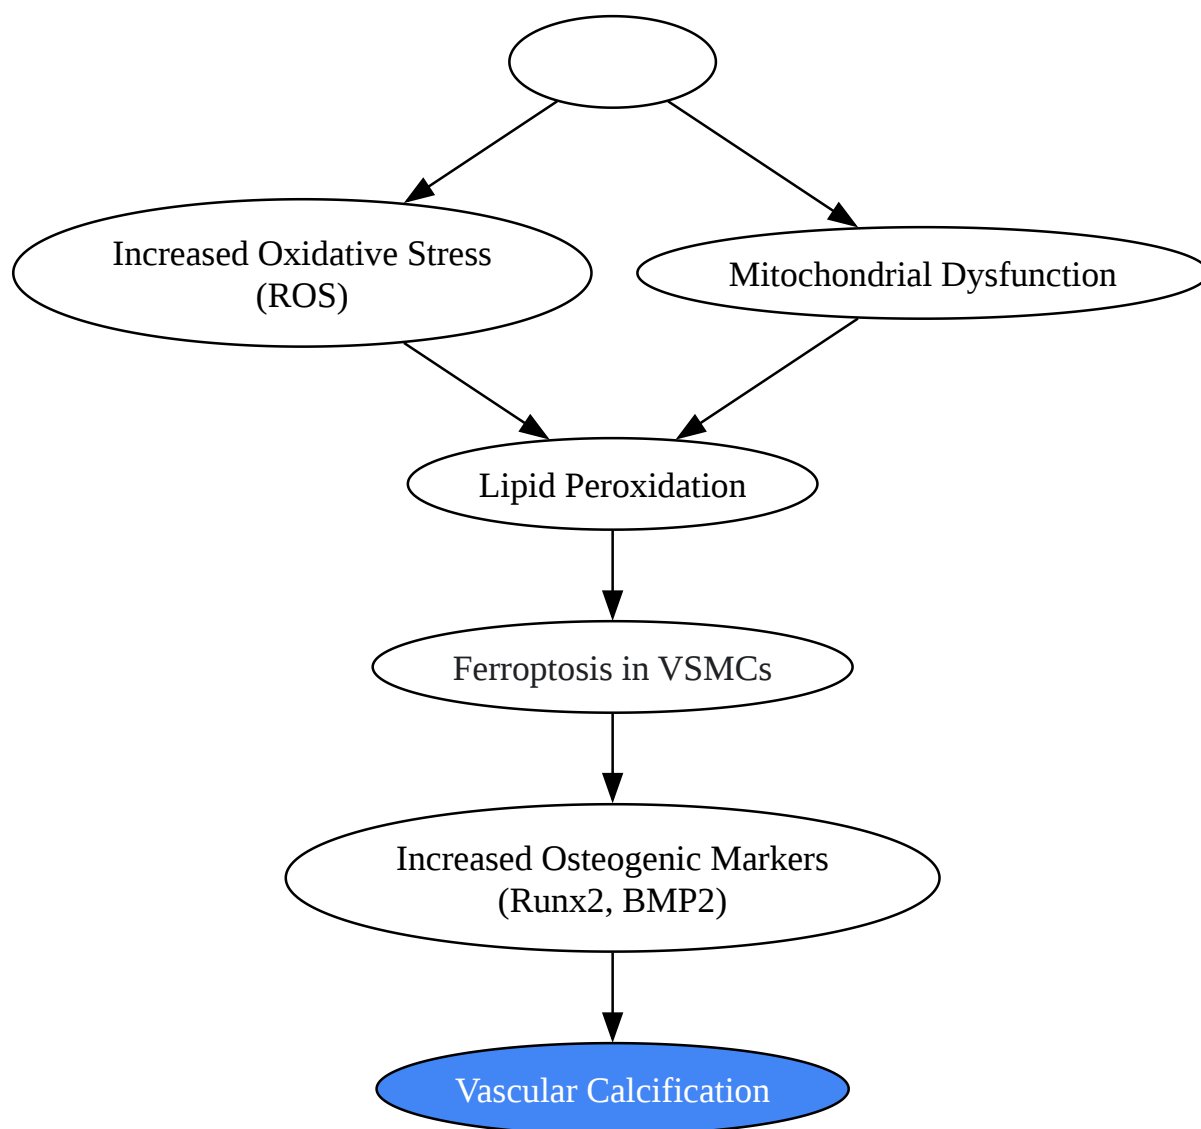 Increased Oxidative Stress
(ROS)
Mitochondrial Dysfunction
Lipid Peroxidation
Ferroptosis in VSMCs
Increased Osteogenic Markers
(Runx2, BMP2)
Vascular Calcification